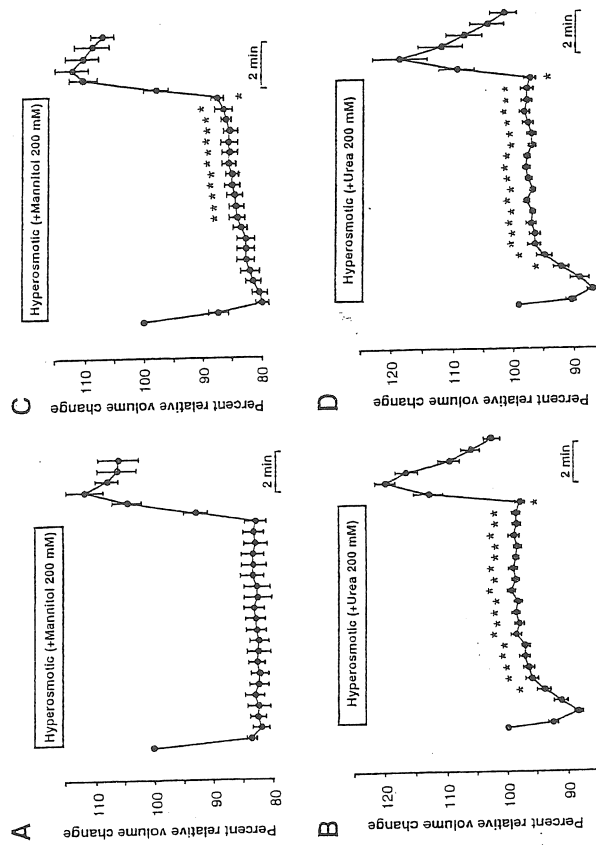 A
Hyperosmotic (+Mannitol 200 mM)
Percent relative volume change
110
100
90
80
2 min
C
Hyperosmotic (+Mannitol 200 mM)
Percent relative volume change
110
100
90
80
2 min
B
Hyperosmotic (+Urea 200 mM)
Percent relative volume change
120
110
100
90
2 min
D
Hyperosmotic (+Urea 200 mM)
Percent relative volume change
120
110
100
90
2 min